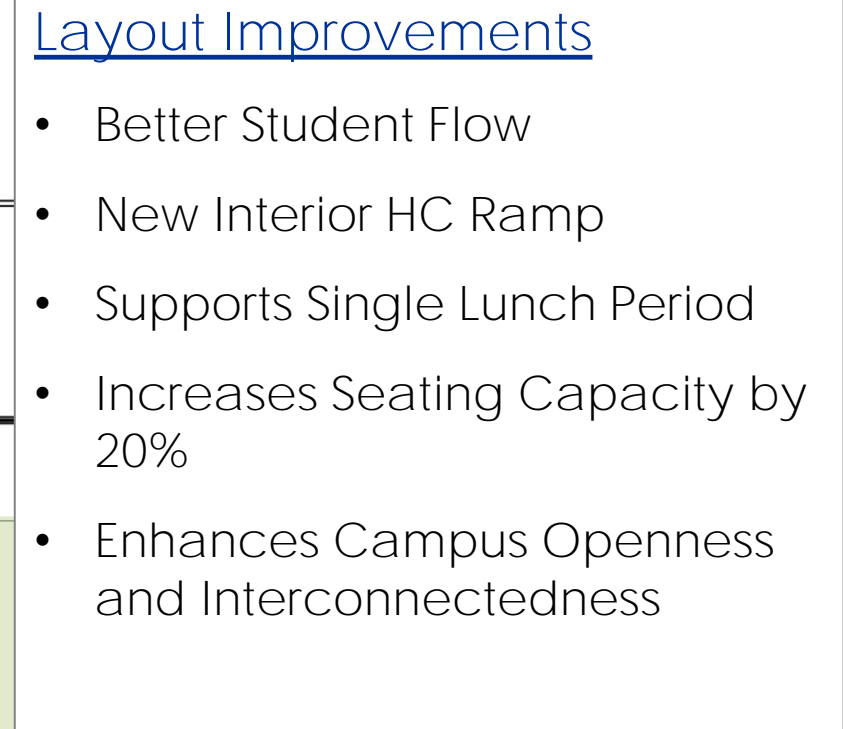 Layout Improvements
• Better Student Flow
• New Interior HC Ramp
• Supports Single Lunch Period
• Increases Seating Capacity by
20%
• Enhances Campus Openness
and Interconnectedness